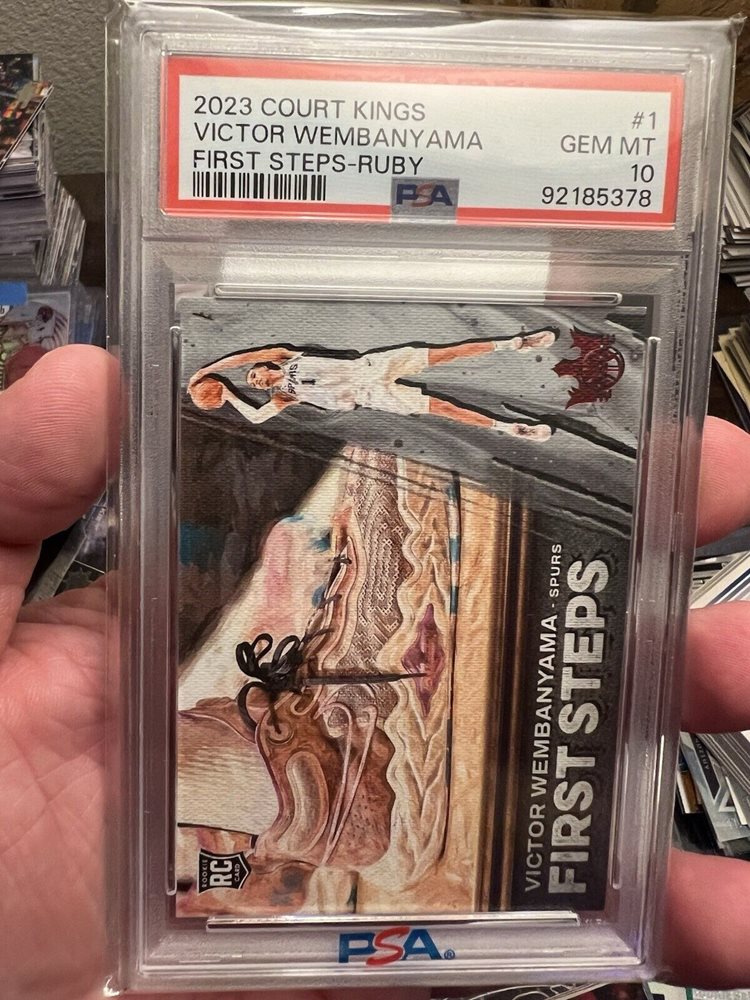 2023 COURT KINGS
#1
VICTOR WEMBANYAMA
GEM MT
FIRST STEPS-RUBY
10
PSA
92185378
SPURS
1
VICTOR WEMBANYAMA - SPURS
FIRST STEPS
ROOKIE
RC
CARD
PSA®